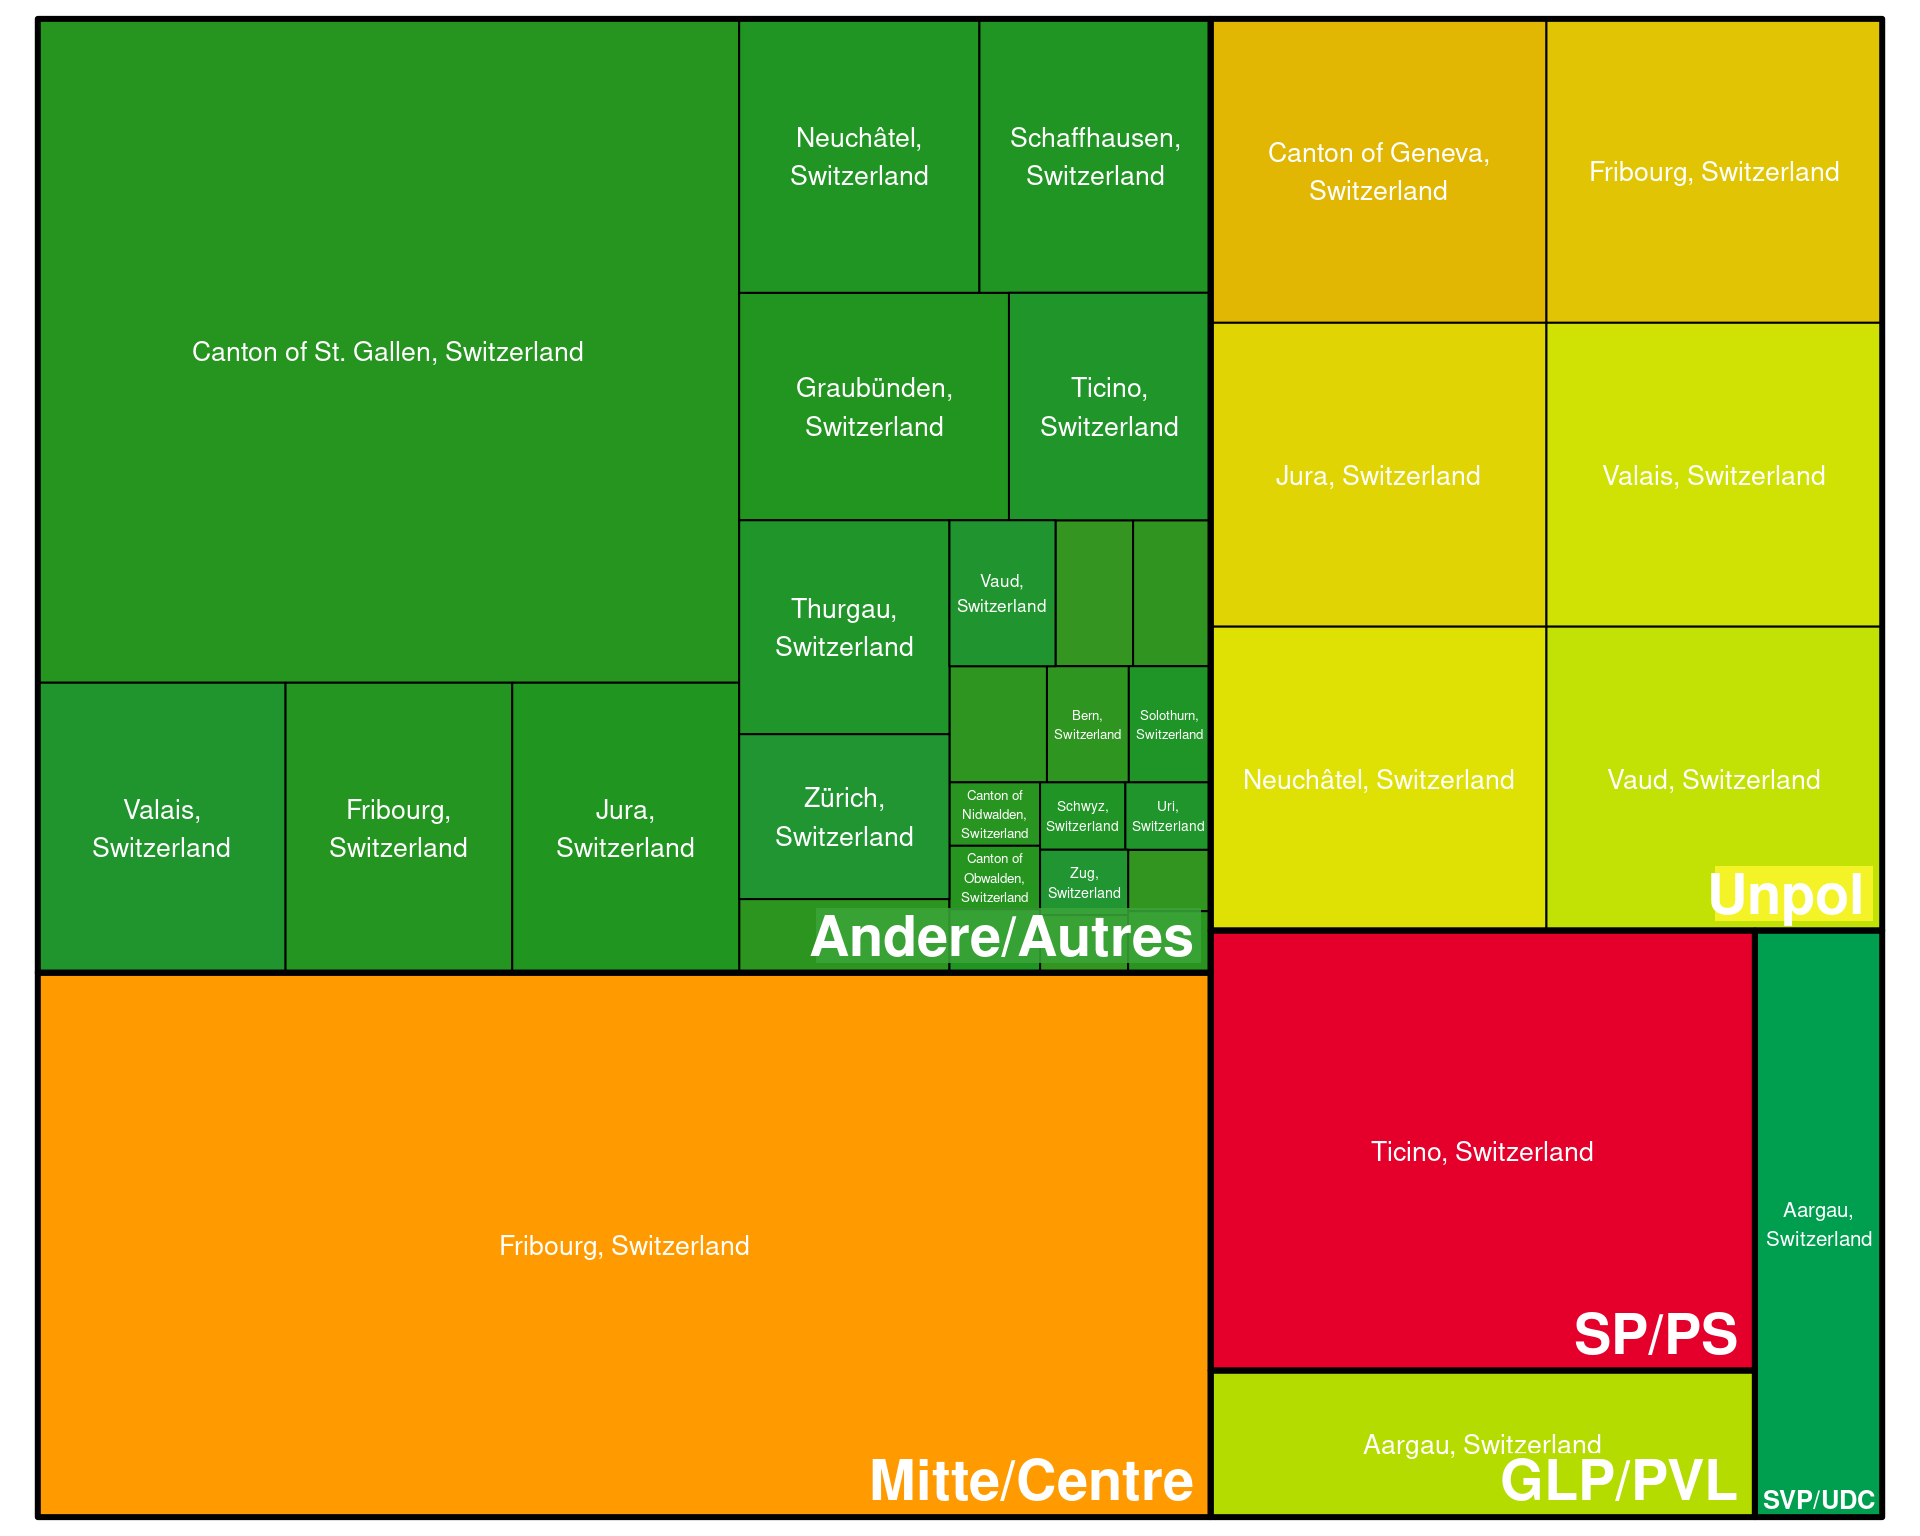 Canton of St. Gallen, Switzerland
Neuchâtel,
Switzerland
Schaffhausen,
Switzerland
Graubünden,
Switzerland
Ticino,
Switzerland
Thurgau,
Switzerland
Vaud,
Switzerland
Bern,
Switzerland
Solothurn,
Switzerland
Zürich,
Switzerland
Canton of
Nidwalden,
Switzerland
Schwyz,
Switzerland
Uri,
Switzerland
Canton of
Obwalden,
Switzerland
Zug,
Switzerland
Valais,
Switzerland
Fribourg,
Switzerland
Jura,
Switzerland
Andere/Autres
Canton of Geneva,
Switzerland
Fribourg, Switzerland
Jura, Switzerland
Valais, Switzerland
Neuchâtel, Switzerland
Vaud, Switzerland
Unpol
Fribourg, Switzerland
Mitte/Centre
Ticino, Switzerland
SP/PS
Aargau, Switzerland
GLP/PVL
Aargau,
Switzerland
SVP/UDC